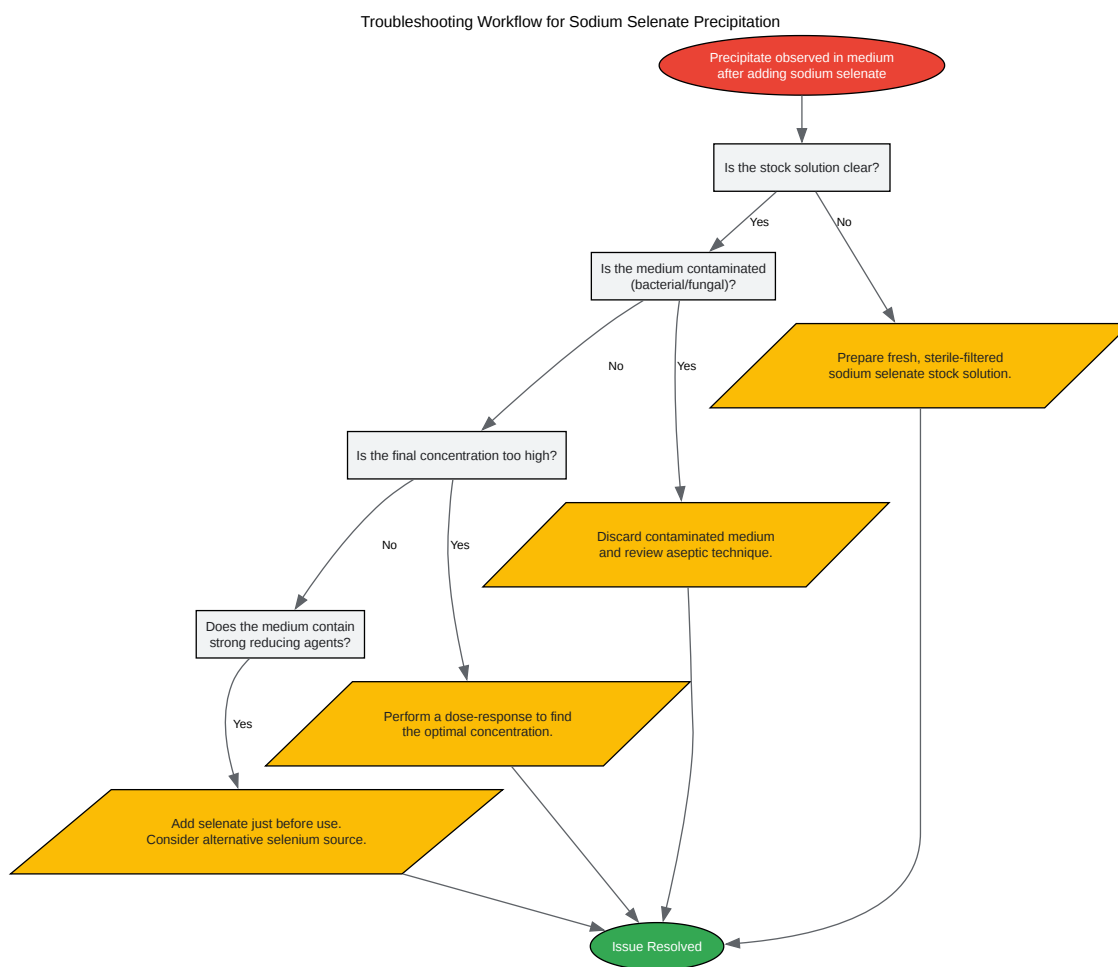 Troubleshooting Workflow for Sodium Selenate Precipitation
Precipitate observed in medium
after adding sodium selenate
Is the stock solution clear?
Yes
No
Is the medium contaminated
(bacterial/fungal)?
Prepare fresh, sterile-filtered
sodium selenate stock solution.
No
Yes
Is the final concentration too high?
Discard contaminated medium
and review aseptic technique.
No
Yes
Does the medium contain
strong reducing agents?
Perform a dose-response to find
the optimal concentration.
Yes
Add selenate just before use.
Consider alternative selenium source.
Issue Resolved